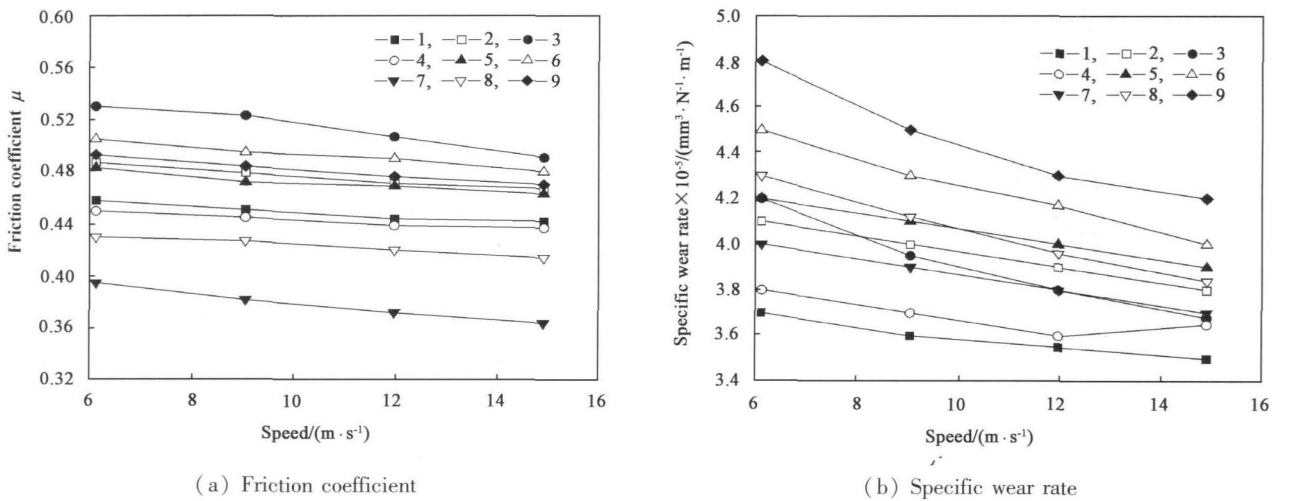 0.60
0.56
0.52
0.48
0.44
0.40
0.36
0.32
Friction coefficient μ
1, 2, 3
4, 5, 6
7, 8, 9
6 8 10 12 14 16
Speed/(m·s⁻¹)
(a) Friction coefficient
5.0
4.8
4.6
4.4
4.2
4.0
3.8
3.6
3.4
Specific wear rate×10⁻⁵/(mm³·N⁻¹·m⁻¹)
1, 2, 3
4, 5, 6
7, 8, 9
6 8 10 12 14 16
Speed/(m·s⁻¹)
(b) Specific wear rate